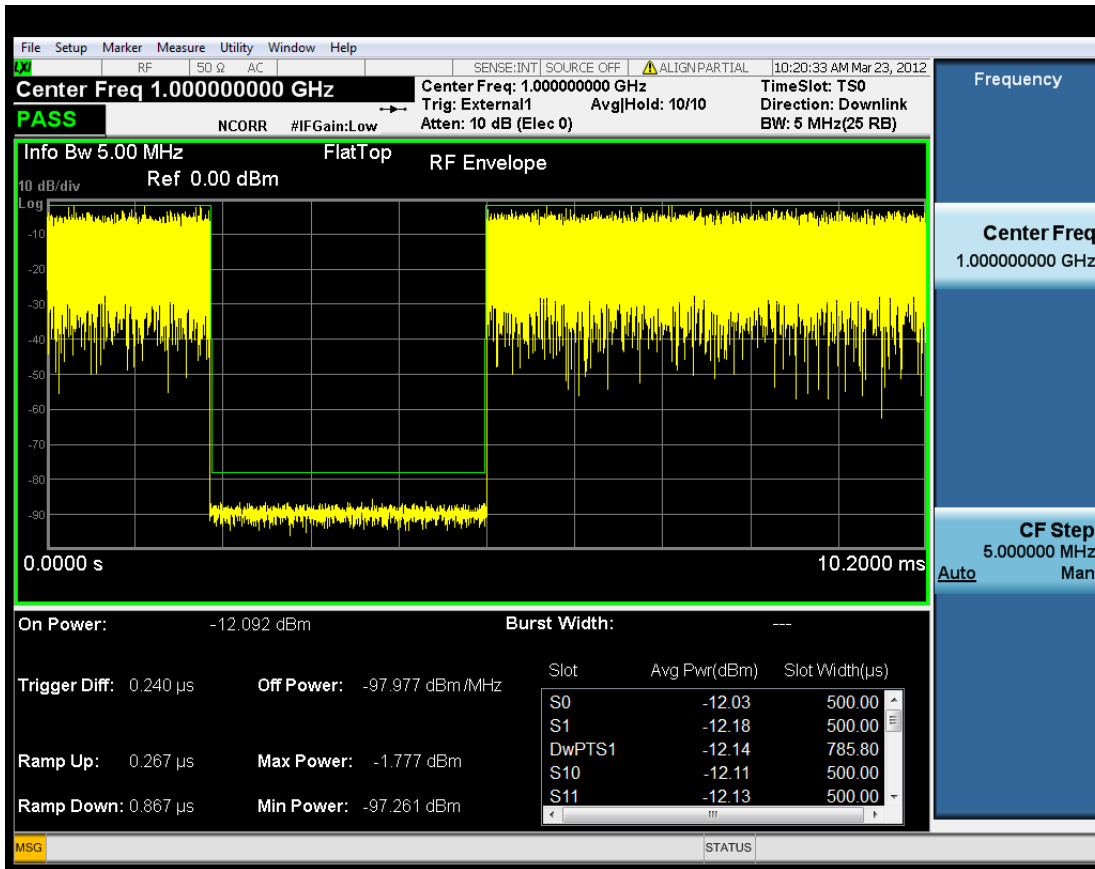 File Setup Marker Measure Utility Window Help
LXI RF 50 Ω AC SENSE:INT SOURCE OFF ALIGN PARTIAL 10:20:33 AM Mar 23, 2012
Center Freq 1.000000000 GHz
PASS
NCORR #IFGain:Low
Center Freq: 1.000000000 GHz
Trig: External1 Avg|Hold: 10/10
Atten: 10 dB (Elec 0)
TimeSlot: TS0
Direction: Downlink
BW: 5 MHz(25 RB)
Info Bw 5.00 MHz FlatTop RF Envelope
10 dB/div Ref 0.00 dBm
Log
-10
-20
-30
-40
-50
-60
-70
-80
-90
0.0000 s 10.2000 ms
On Power: -12.092 dBm Burst Width: ---
Trigger Diff: 0.240 µs Off Power: -97.977 dBm/MHz
Ramp Up: 0.267 µs Max Power: -1.777 dBm
Ramp Down: 0.867 µs Min Power: -97.261 dBm
Slot Avg Pwr(dBm) Slot Width(µs)
S0 -12.03 500.00
S1 -12.18 500.00
DwPTS1 -12.14 785.80
S10 -12.11 500.00
S11 -12.13 500.00
MSG STATUS
Frequency
Center Freq
1.000000000 GHz
CF Step
5.000000 MHz
Auto Man